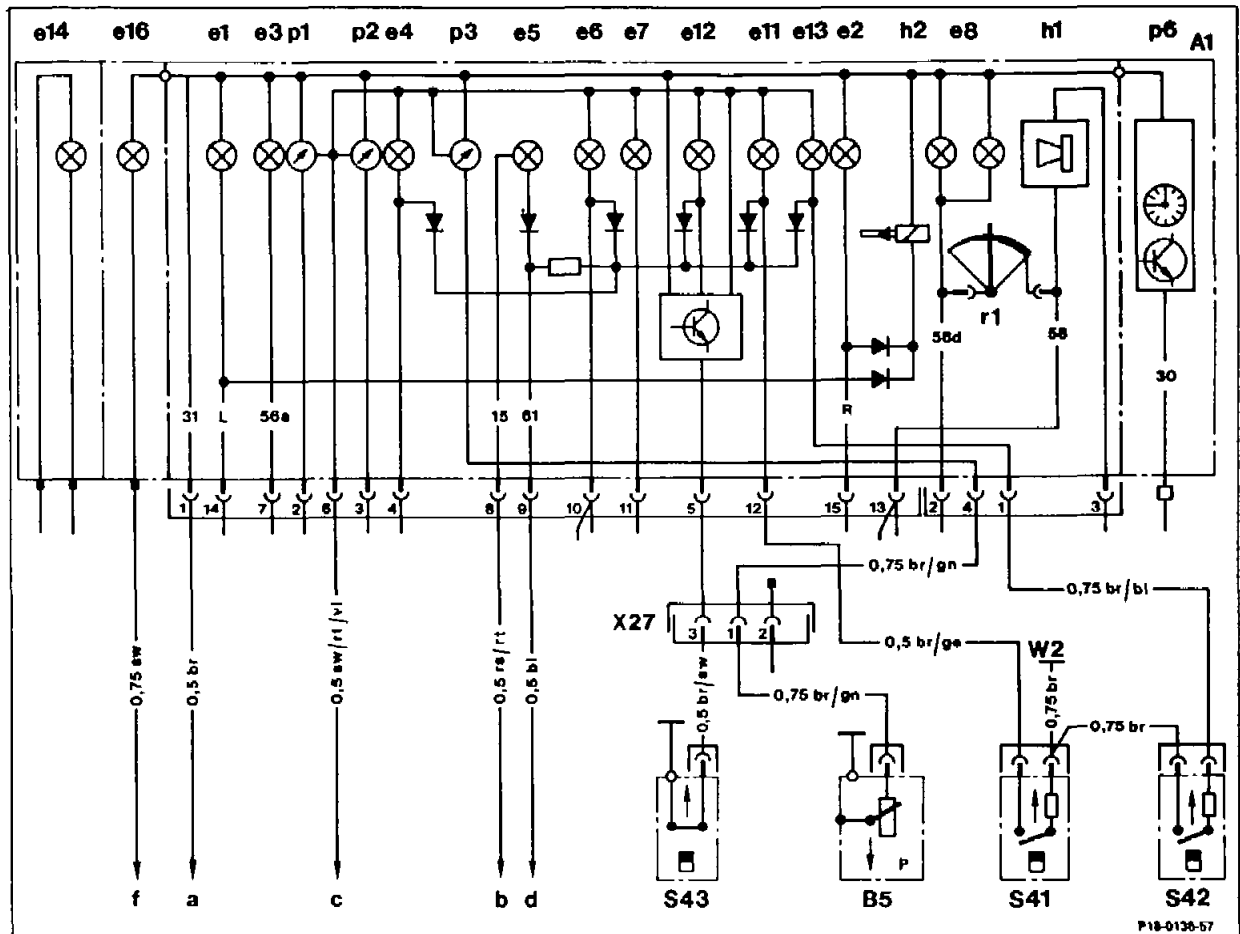 e14 e16 e1 e3 p1 p2 e4 p3 e5 e6 e7 e12 e11 e13 e2 h2 e8 h1 p6
A1
r1
58d 58
30
31 L 56a 15 61 R
1 14 7 2 6 3 4 8 9 10 11 5 12 15 13 2 4 1 3
0,75 br/gn
0,75 br/bl
X27
3 1 2
0,5 br/ge
W2
0,75 sw
0,5 br
0,5 sw/rt/vi
0,5 rs/rt
0,5 bl
0,5 br/sw
0,75 br/gn
0,75 br
0,75 br
P
f a c b d S43 B5 S41 S42
P18-0136-57